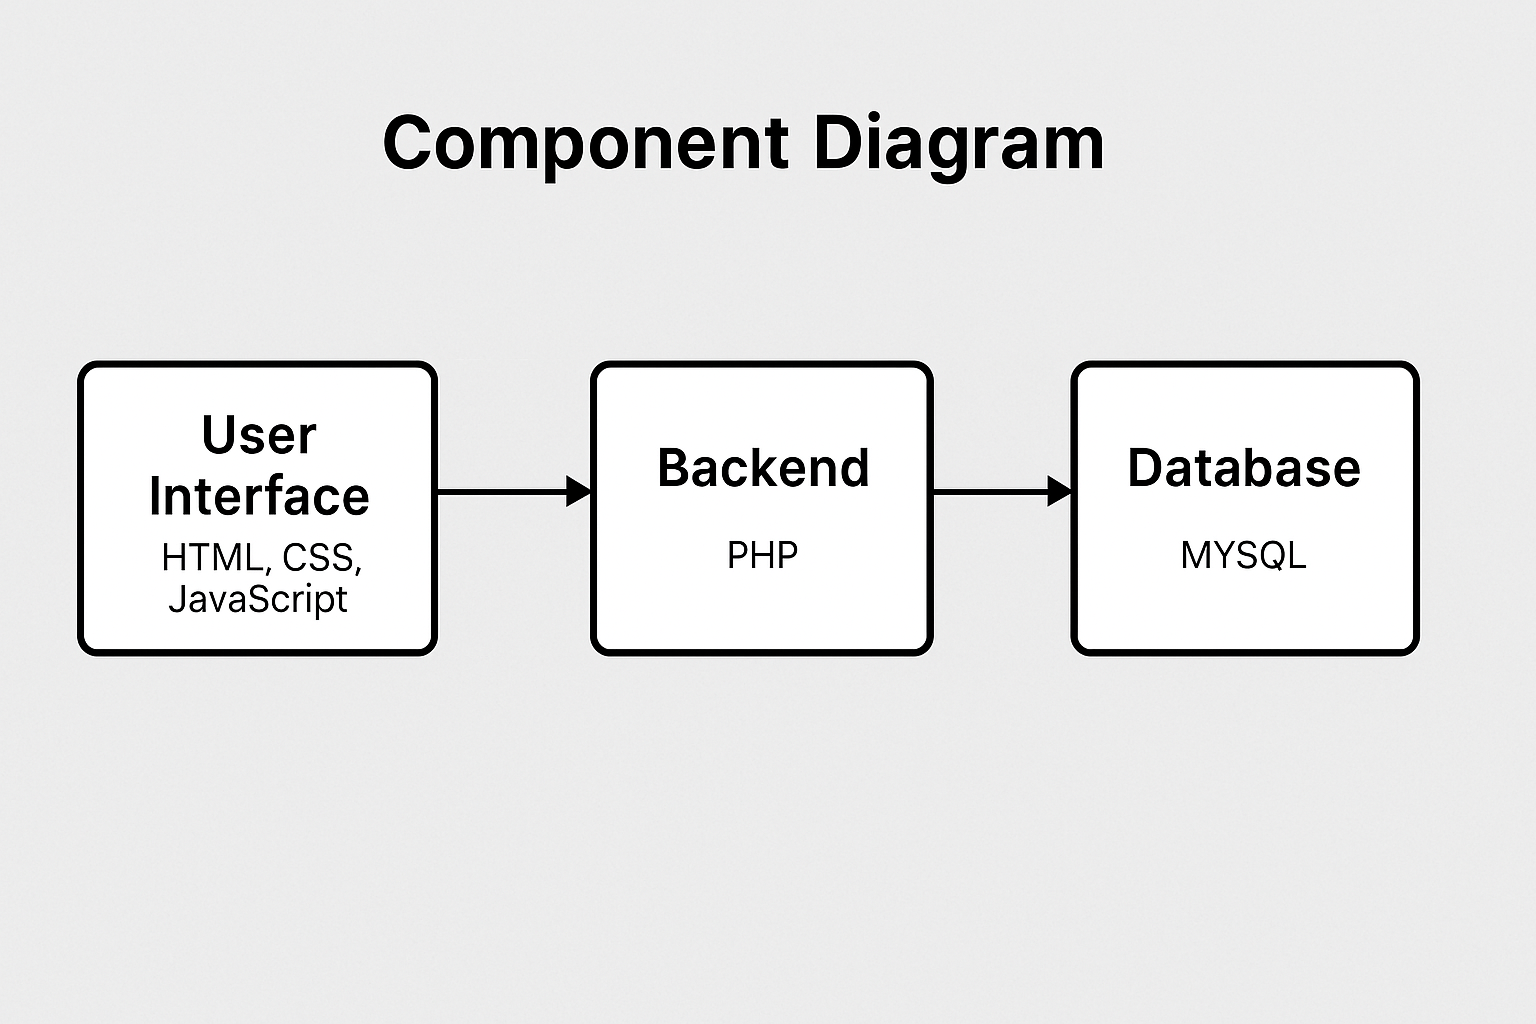 Component Diagram
User
Interface
HTML, CSS,
JavaScript
Backend
PHP
Database
MYSQL